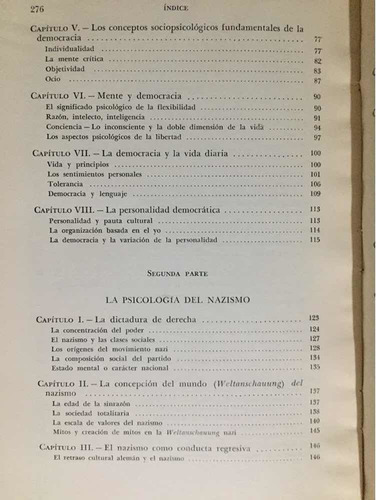 276 ÍNDICE
CAPÍTULO V. — Los conceptos sociopsicológicos fundamentales de la
democracia 77
Individualidad 77
La mente crítica 82
Objetividad 83
Ocio 87
CAPÍTULO VI. — Mente y democracia 90
El significado psicológico de la flexibilidad 90
Razón, intelecto, inteligencia 91
Conciencia — Lo inconsciente y la doble dimensión de la vida 94
Los aspectos psicológicos de la libertad 97
CAPÍTULO VII. — La democracia y la vida diaria 100
Vida y principios 100
Los sentimientos personales 101
Tolerancia 106
Democracia y lenguaje 109
CAPÍTULO VIII. — La personalidad democrática 113
Personalidad y pauta cultural 113
La organización basada en el yo 114
La democracia y la variación de la personalidad 115
SEGUNDA PARTE
LA PSICOLOGÍA DEL NAZISMO
CAPÍTULO I. — La dictadura de derecha 123
La concentración del poder 124
El nazismo y las clases sociales 127
Los orígenes del movimiento nazi 128
La composición social del partido 134
Estado mental o carácter nacional 135
CAPÍTULO II. — La concepción del mundo (Weltanschauung) del
nazismo 137
La edad de la sinrazón 137
La sociedad totalitaria 138
La escala de valores del nazismo 140
Mitos y creación de mitos en la Weltanschauung nazi 145
CAPÍTULO III. — El nazismo como conducta regresiva 146
El retraso cultural alemán y el nazismo 146